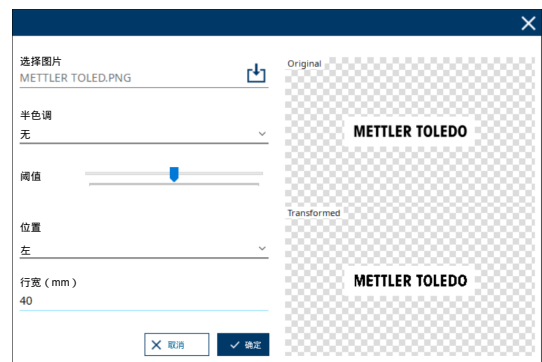 选择图片
METTLER TOLED.PNG
半色调
无
阈值
位置
左
行宽（mm）
40
取消
确定
Original
METTLER TOLEDO
Transformed
METTLER TOLEDO